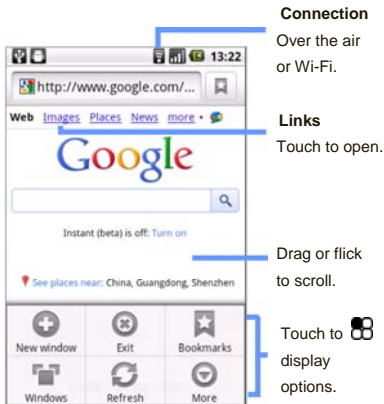 Connection
Over the air
or Wi-Fi.
13:22
http://www.google.com/...
Web Images Places News more
Links
Touch to open.
Google
Instant (beta) is off: Turn on
Drag or flick
to scroll.
See places near: China, Guangdong, Shenzhen
Touch to
display
options.
New window Exit Bookmarks
Windows Refresh More